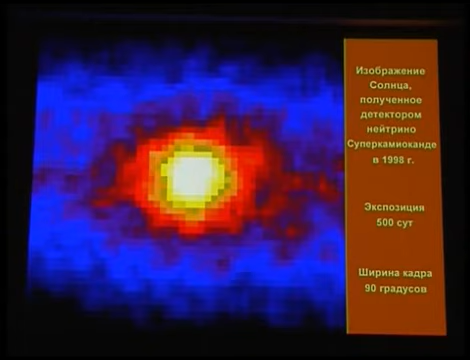 Изображение
Солнца,
полученное
детектором
нейтрино
Суперкамиоканде
в 1998 г.
Экспозиция
500 сут
Ширина кадра
90 градусов